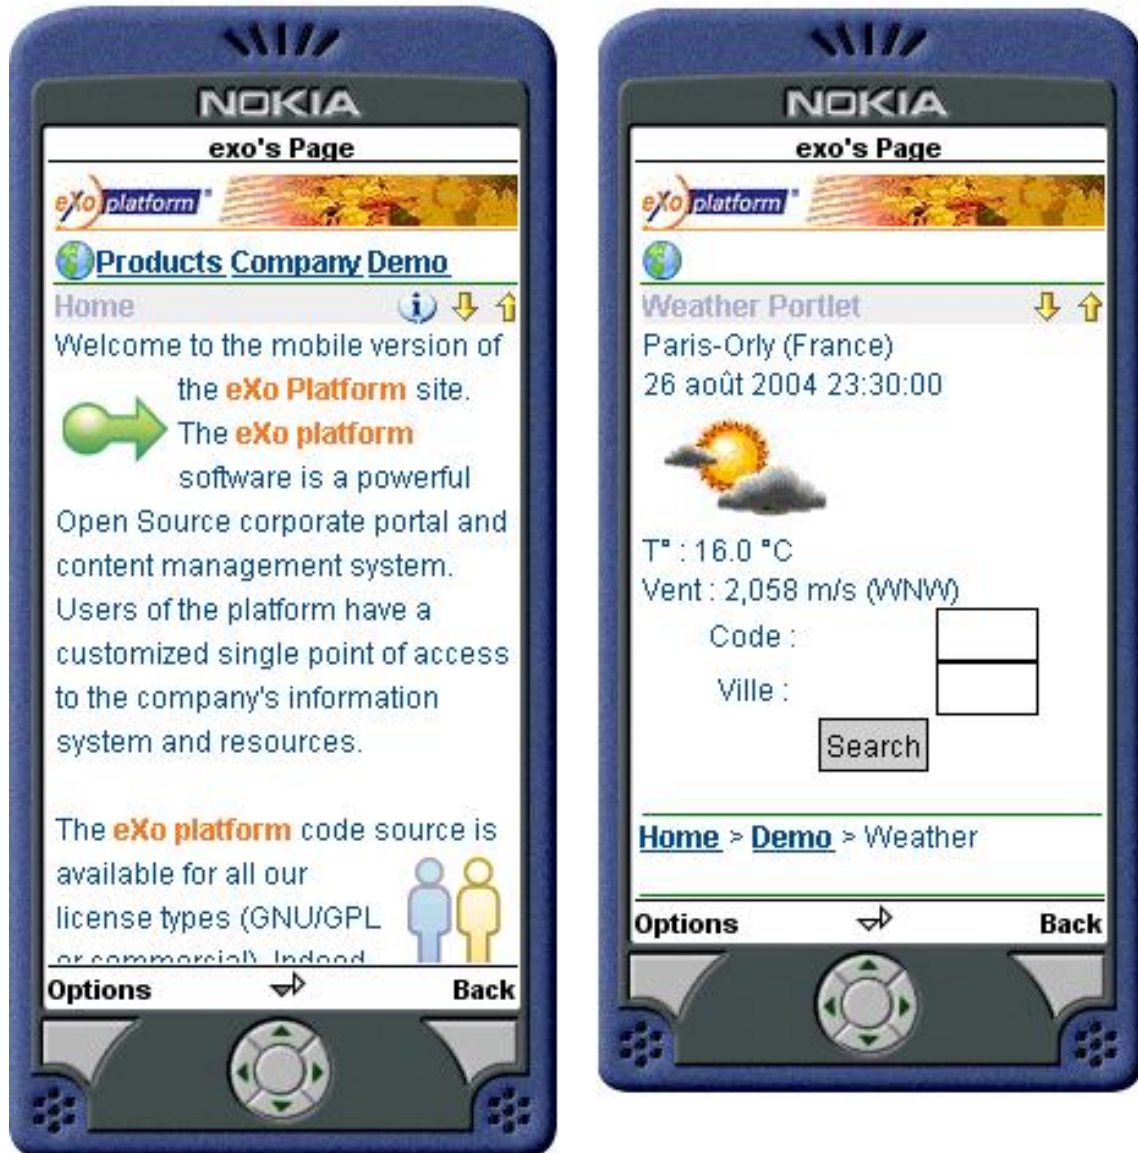 NOKIA
exo's Page
eXo platform
Products Company Demo
Home
Welcome to the mobile version of
the eXo Platform site.
The eXo platform
software is a powerful
Open Source corporate portal and
content management system.
Users of the platform have a
customized single point of access
to the company's information
system and resources.
The eXo platform code source is
available for all our
license types (GNU/GPL
or commercial). Indeed
Options Back
NOKIA
exo's Page
eXo platform
Weather Portlet
Paris-Orly (France)
26 août 2004 23:30:00
T° : 16.0 °C
Vent : 2,058 m/s (WNW)
Code :
Ville :
Search
Home > Demo > Weather
Options Back